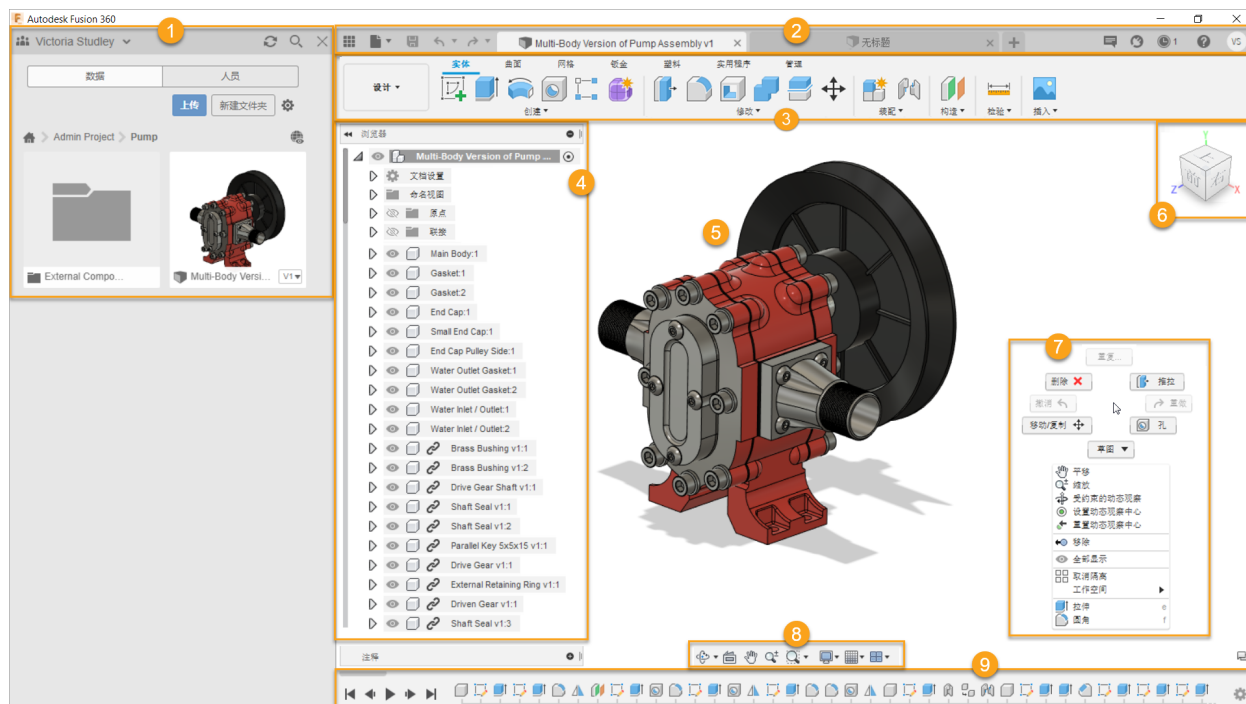 Autodesk Fusion 360
1
Victoria Studley
数据 人员
上传 新建文件夹
Admin Project > Pump
External Compo...
Multi-Body Versi... V1
2
Multi-Body Version of Pump Assembly v1
无标题
1
VS
实体 曲面 网格 钣金 塑料 实用程序 管理
设计
创建 修改 装配 构造 检验 插入
3
浏览器
4
Multi-Body Version of Pump ...
文档设置
命名视图
原点
联接
Main Body:1
Gasket:1
Gasket:2
End Cap:1
Small End Cap:1
End Cap Pulley Side:1
Water Outlet Gasket:1
Water Outlet Gasket:2
Water Inlet / Outlet:1
Water Inlet / Outlet:2
Brass Bushing v1:1
Brass Bushing v1:2
Drive Gear Shaft v1:1
Shaft Seal v1:1
Shaft Seal v1:2
Parallel Key 5x5x15 v1:1
Drive Gear v1:1
External Retaining Ring v1:1
Driven Gear v1:1
Shaft Seal v1:3
注释
5
Y
上
前 右
Z X
6
7
重复...
删除 推拉
撤消 重做
移动/复制 孔
草图
平移
缩放
受约束的动态观察
设置动态观察中心
重置动态观察中心
移除
全部显示
取消隔离
工作空间
拉伸 e
圆角 f
8
9